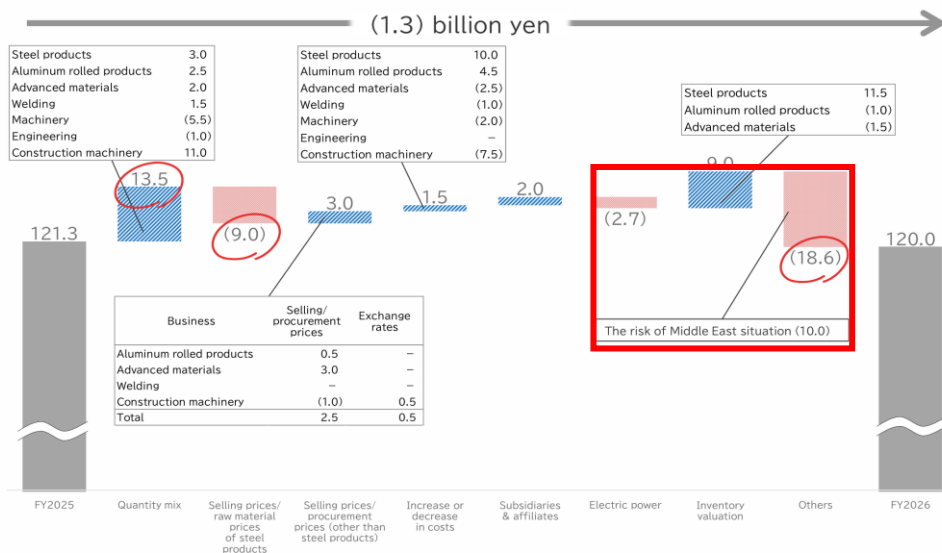 (1.3) billion yen
Steel products 3.0
Aluminum rolled products 2.5
Advanced materials 2.0
Welding 1.5
Machinery (5.5)
Engineering (1.0)
Construction machinery 11.0
Steel products 10.0
Aluminum rolled products 4.5
Advanced materials (2.5)
Welding (1.0)
Machinery (2.0)
Engineering –
Construction machinery (7.5)
Steel products 11.5
Aluminum rolled products (1.0)
Advanced materials (1.5)
121.3
13.5
(9.0)
3.0
1.5
2.0
(2.7)
9.0
(18.6)
120.0
Business Selling/ procurement prices Exchange rates
Aluminum rolled products 0.5 –
Advanced materials 3.0 –
Welding – –
Construction machinery (1.0) 0.5
Total 2.5 0.5
The risk of Middle East situation (10.0)
FY2025
Quantity mix
Selling prices/
raw material
prices
of steel
products
Selling prices/
procurement
prices (other than
steel products)
Increase or
decrease
in costs
Subsidiaries
& affiliates
Electric power
Inventory
valuation
Others
FY2026